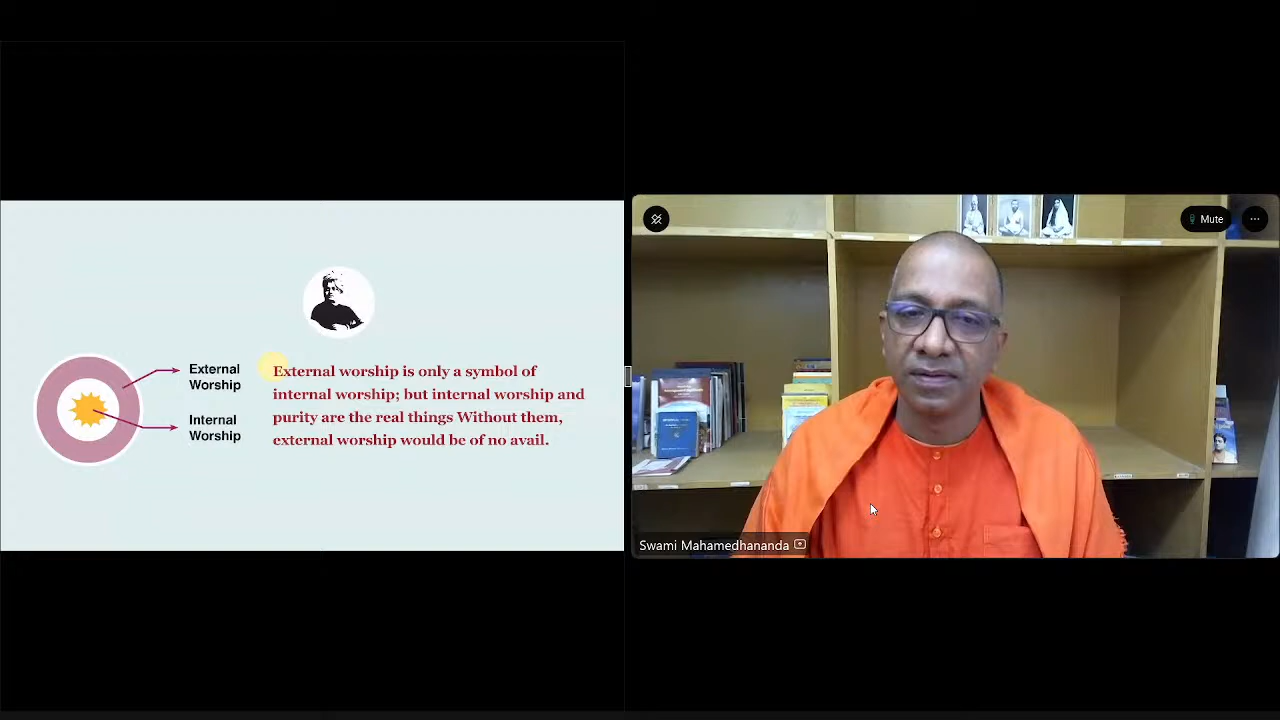 External
Worship
Internal
Worship
External worship is only a symbol of
internal worship; but internal worship and
purity are the real things Without them,
external worship would be of no avail.
Mute
Swami Mahamedhananda